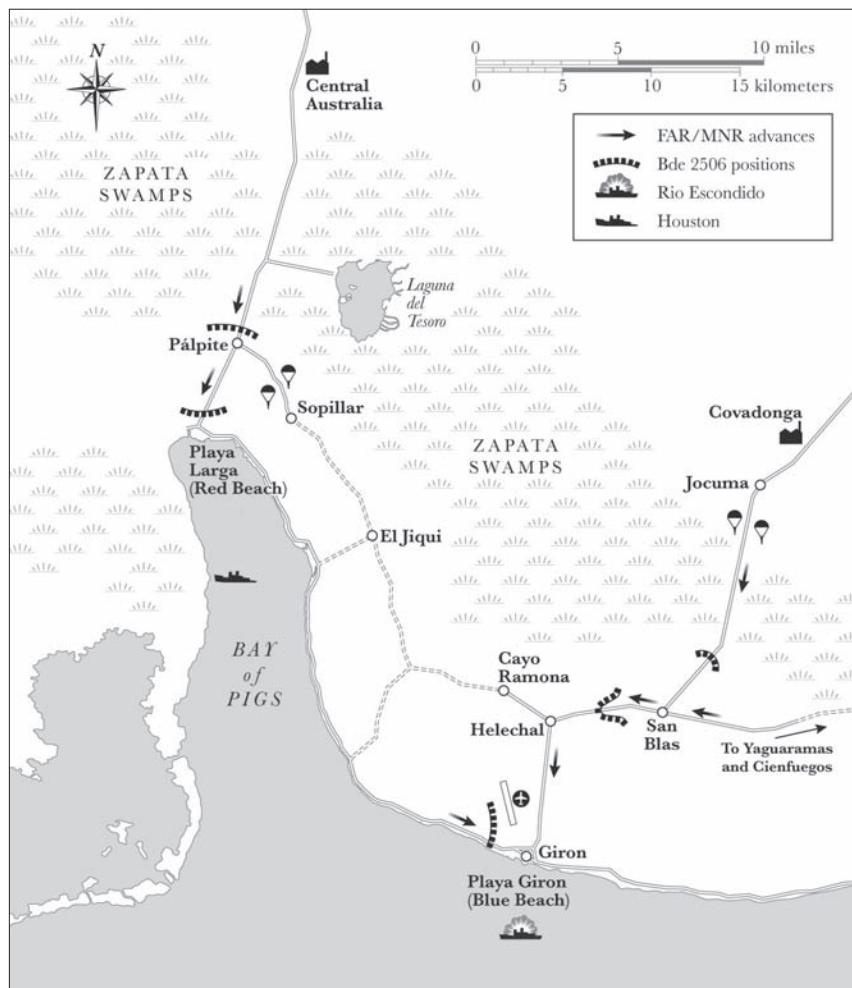 N
Central
Australia
0 5 10 miles
0 5 10 15 kilometers
FAR/MNR advances
Bde 2506 positions
Rio Escondido
Houston
ZAPATA
SWAMPS
Laguna
del
Tesoro
Pálpite
Sopillar
Covadonga
ZAPATA
SWAMPS
Playa
Larga
(Red Beach)
Jocuma
El Jiqui
BAY
of
PIGS
Cayo
Ramona
Helechal
San
Blas
To Yaguaramas
and Cienfuegos
Giron
Playa Giron
(Blue Beach)